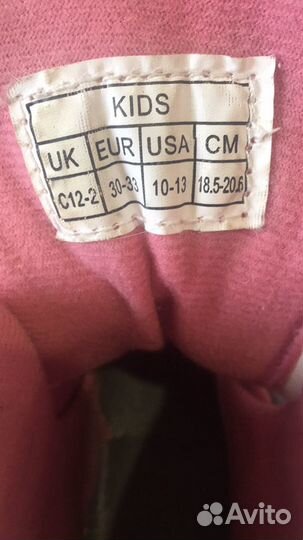 KIDS
UK EUR USA CM
C12-2 30-33 10-13 18.5-20.6
Avito